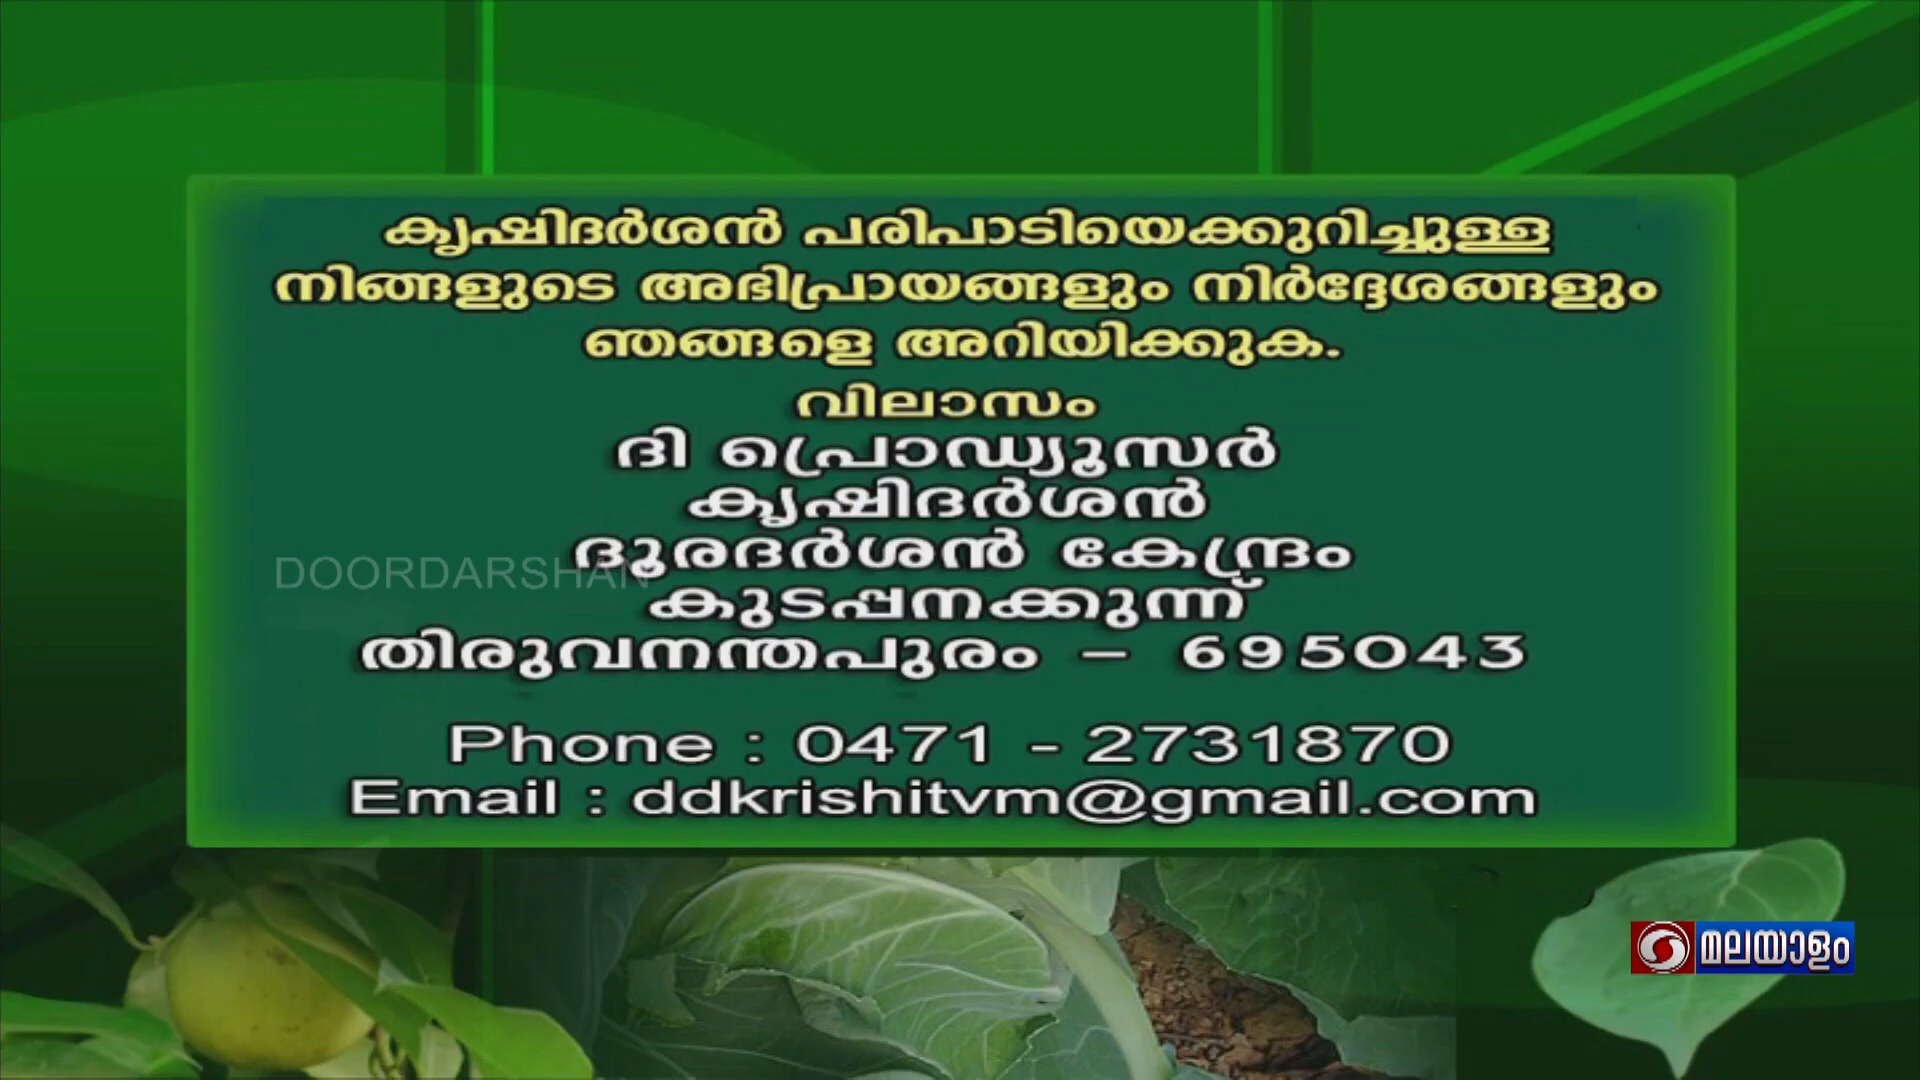 കൃഷിദർശൻ പരിപാടിയെക്കുറിച്ചുള്ള
നിങ്ങളുടെ അഭിപ്രായങ്ങളും നിർദ്ദേശങ്ങളും
ഞങ്ങളെ അറിയിക്കുക.
വിലാസം
ദി പ്രൊഡ്യൂസർ
കൃഷിദർശൻ
ദൂരദർശൻ കേന്ദ്രം
DOORDARSHAN
കുടപ്പനക്കുന്ന്
തിരുവനന്തപുരം – 695043
Phone : 0471 - 2731870
Email : ddkrishitvm@gmail.com
മലയാളം